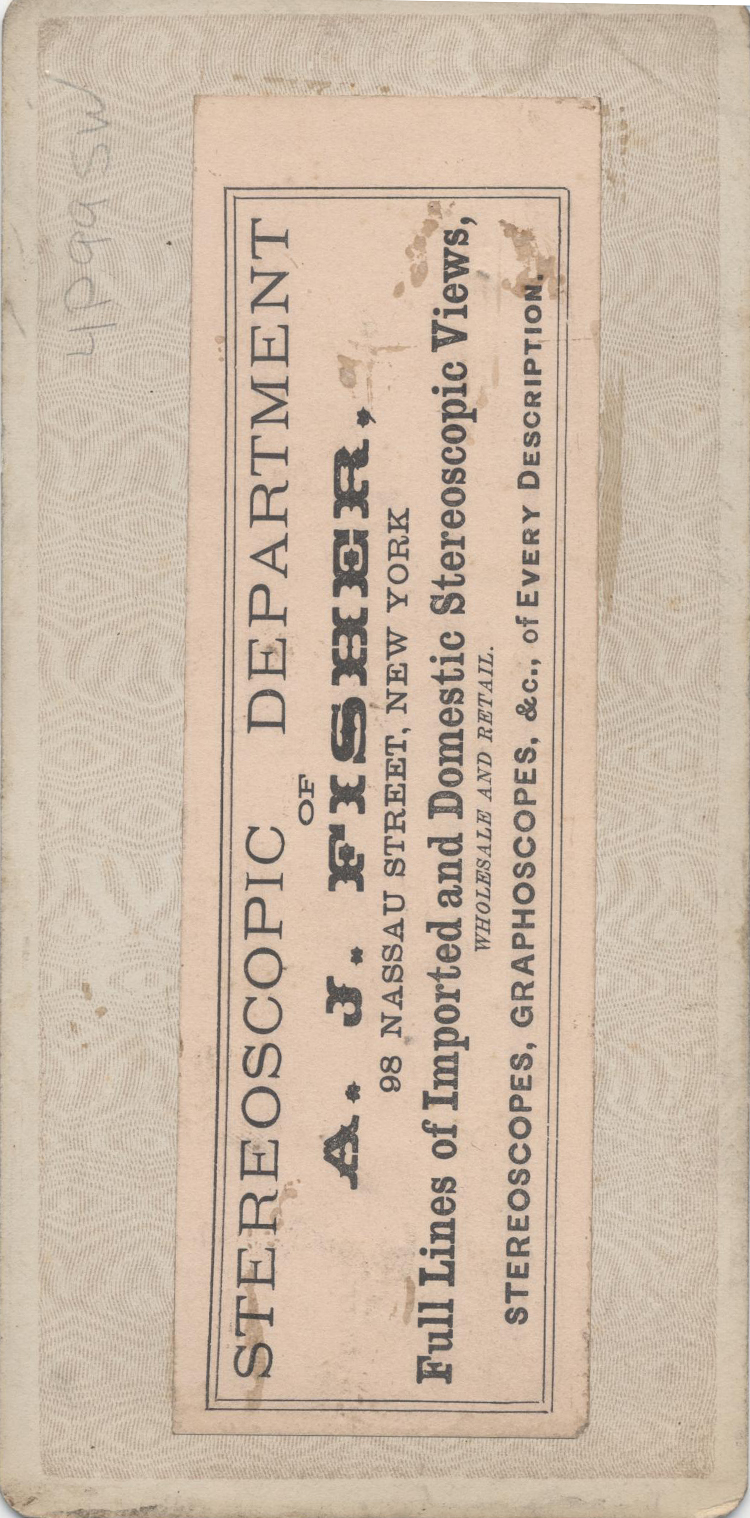 STEREOSCOPIC DEPARTMENT
OF
A. J. FISHER,
98 NASSAU STREET, NEW YORK
Full Lines of Imported and Domestic Stereoscopic Views,
WHOLESALE AND RETAIL.
STEREOSCOPES, GRAPHOSCOPES, &c., of EVERY DESCRIPTION.